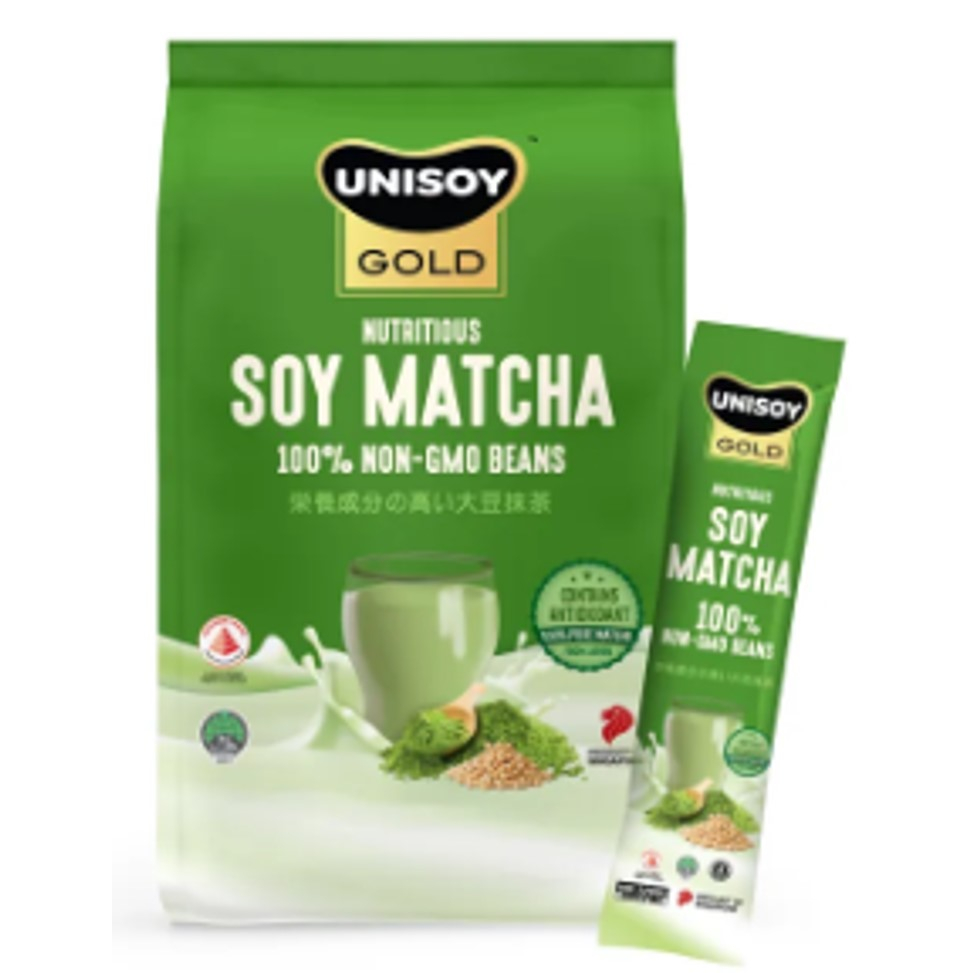 UNISOY
GOLD
NUTRITIOUS
SOY MATCHA
100% NON-GMO BEANS
栄養成分の高い大豆抹茶
CONTAINS
ANTIOXIDANT
UNISOY
GOLD
NUTRITIOUS
SOY
MATCHA
100%
NON-GMO BEANS